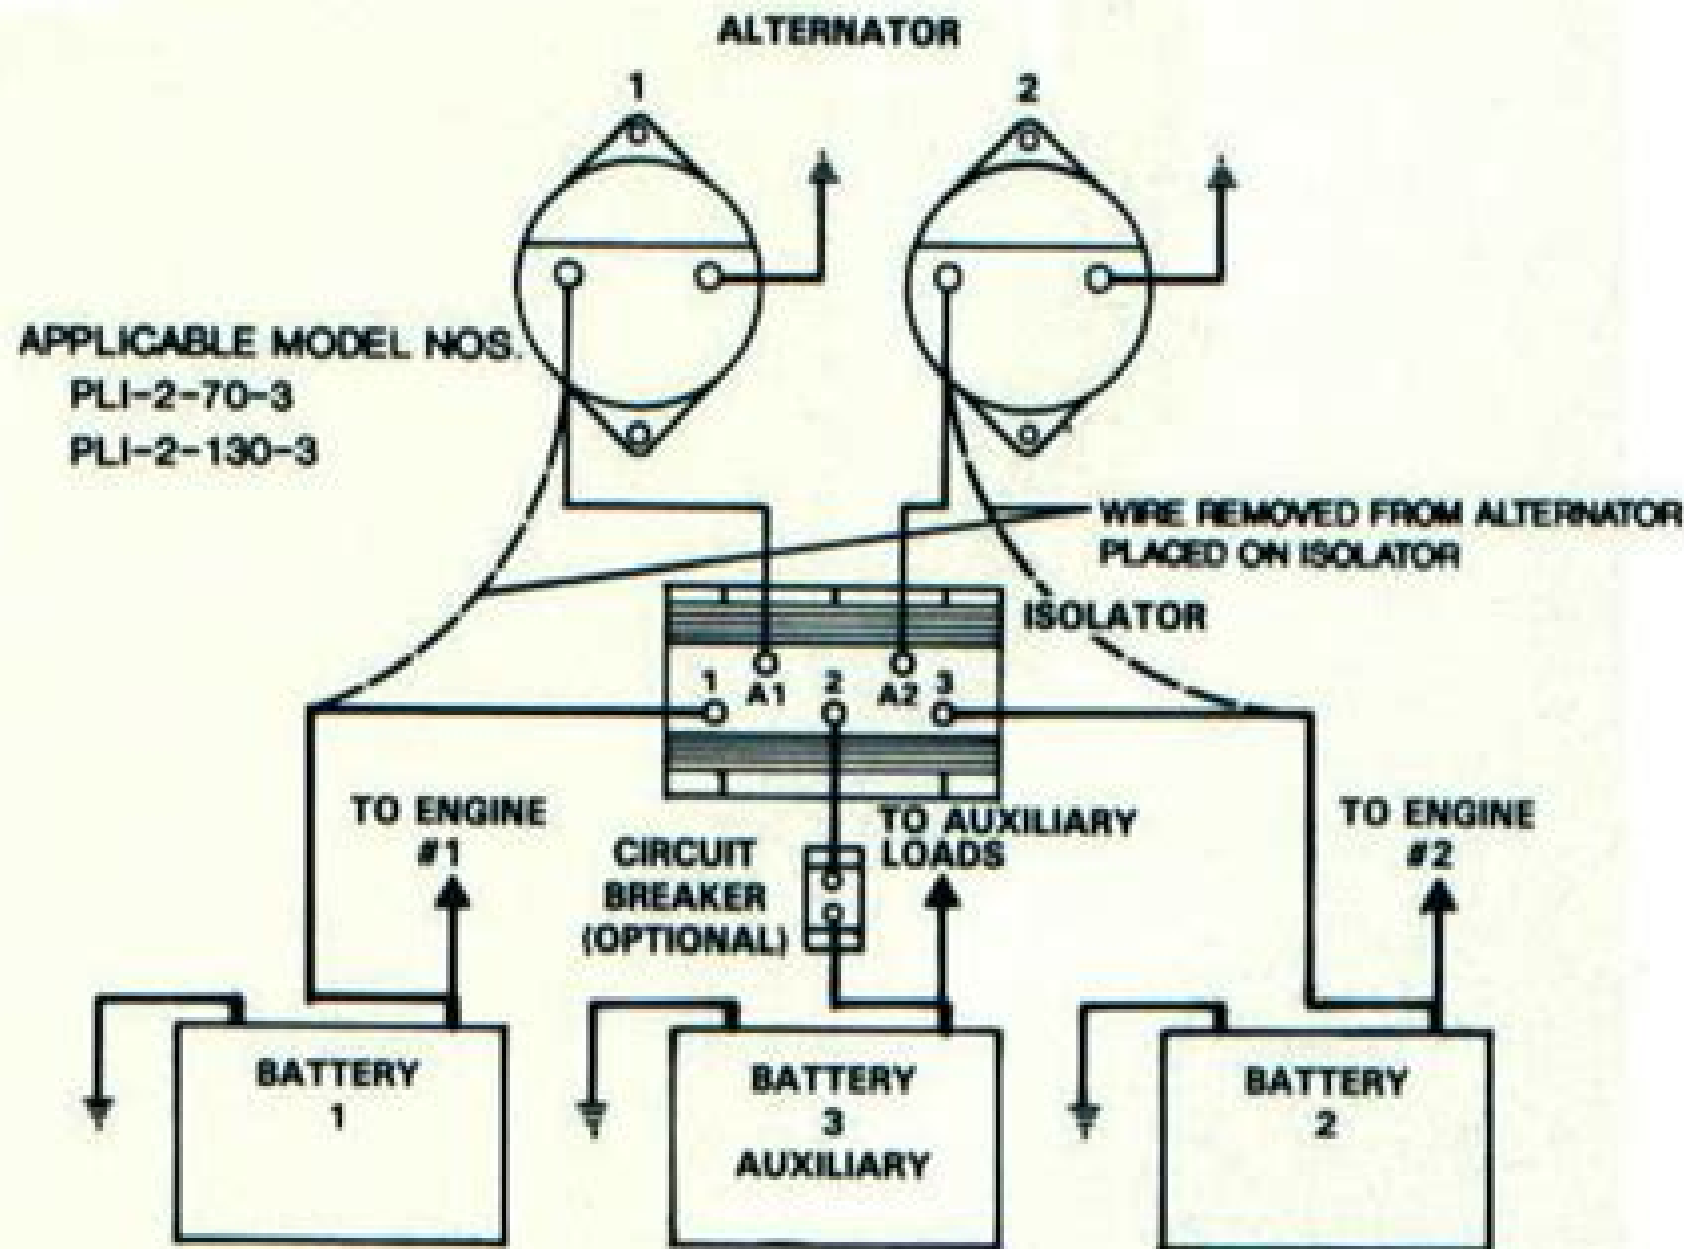 ALTERNATOR
1
2
APPLICABLE MODEL NOS.
PLI-2-70-3
PLI-2-130-3
WIRE REMOVED FROM ALTERNATOR
PLACED ON ISOLATOR
ISOLATOR
1
A1
2
A2
3
TO ENGINE
#1
CIRCUIT
BREAKER
(OPTIONAL)
TO AUXILIARY
LOADS
TO ENGINE
#2
BATTERY
1
BATTERY
3
AUXILIARY
BATTERY
2